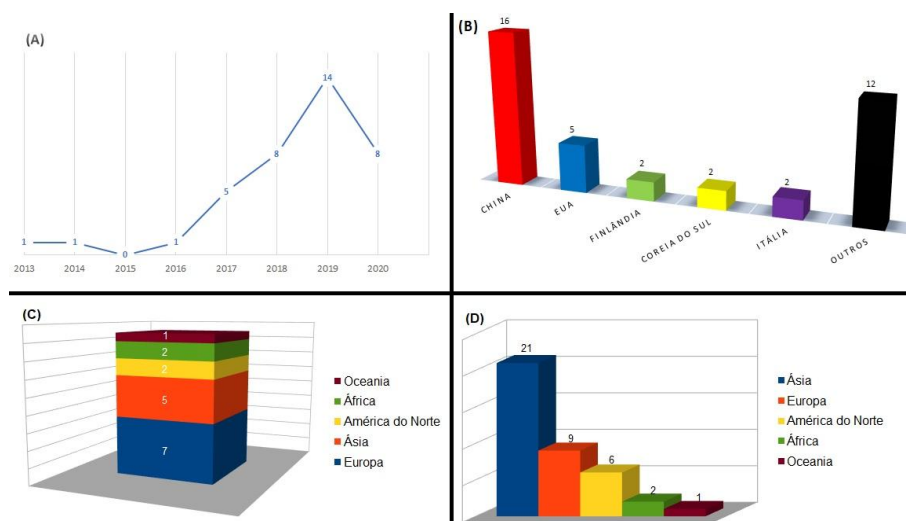 (A)
14
8
8
5
1
1
0
1
2013 2014 2015 2016 2017 2018 2019 2020
(B)
16
5
2
2
2
12
CHINA
EUA
FINLÂNDIA
COREIA DO SUL
ITÁLIA
OUTROS
(C)
1
2
2
5
7
Oceania
África
América do Norte
Ásia
Europa
(D)
21
9
6
2
1
Ásia
Europa
América do Norte
África
Oceania